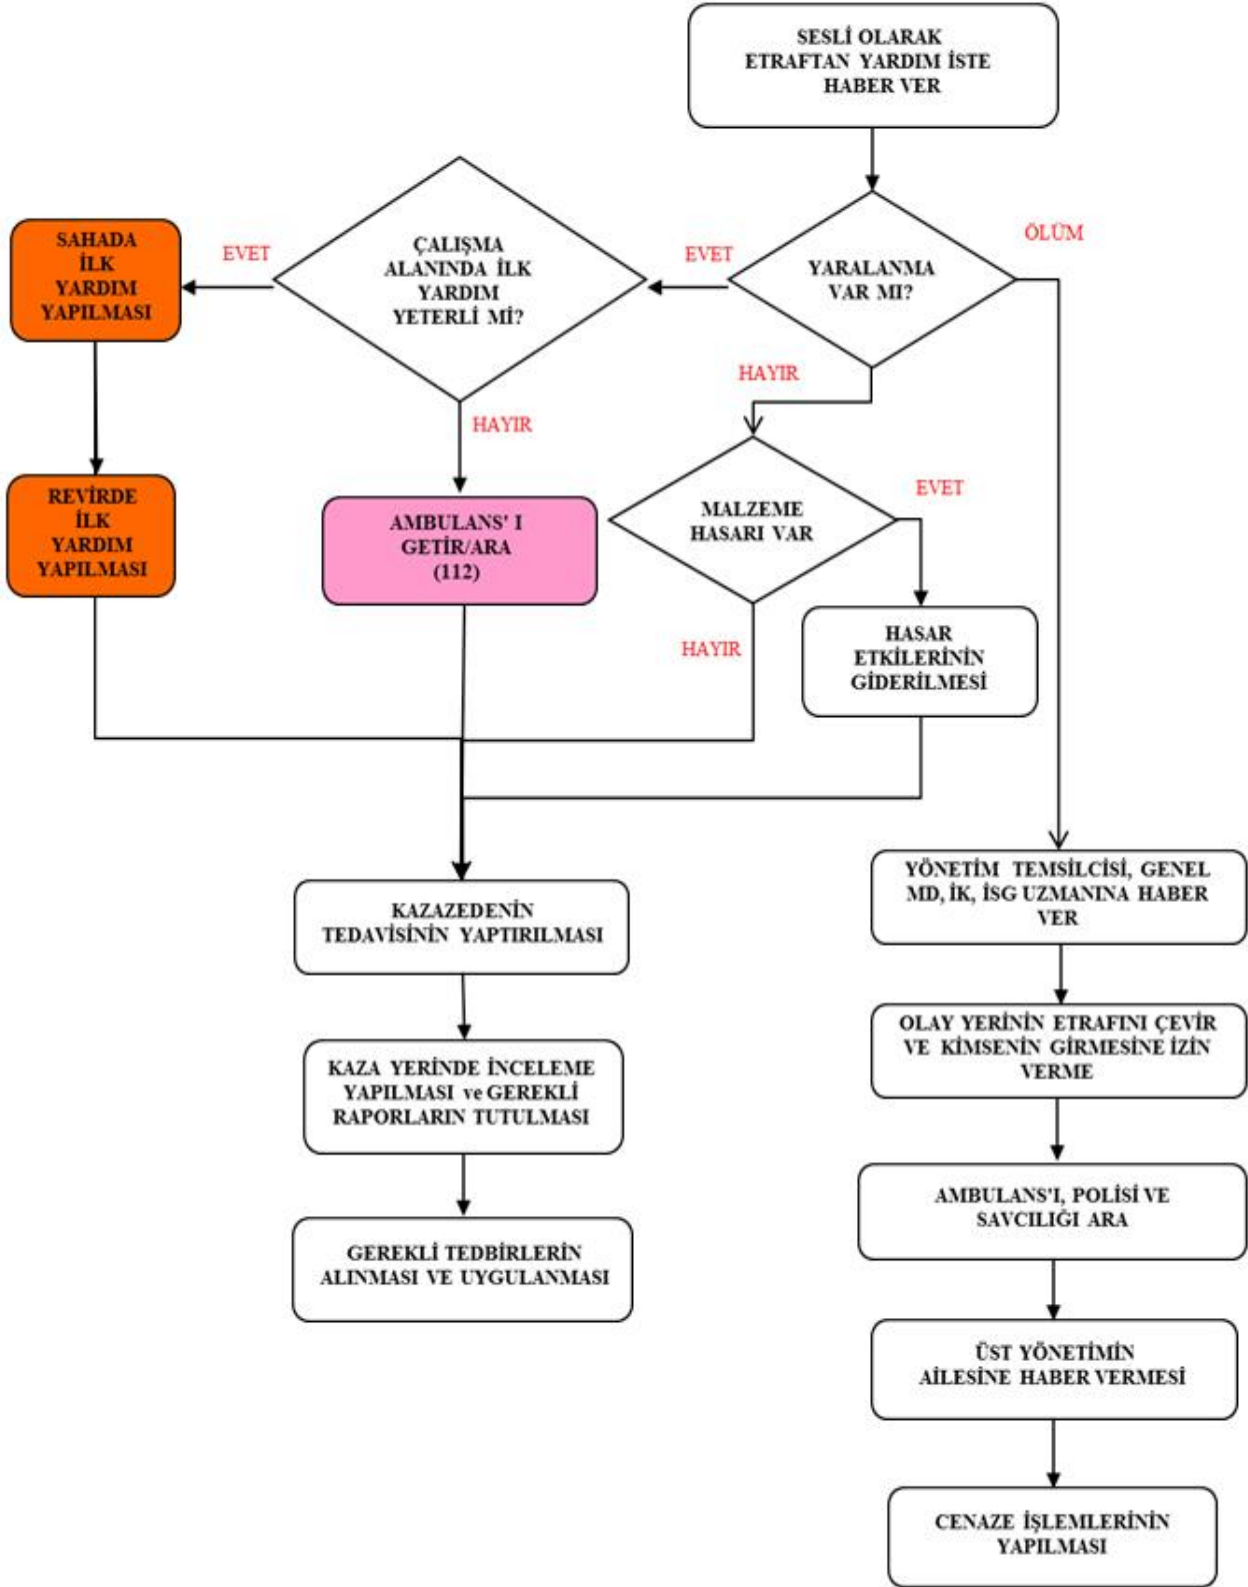 SESLİ OLARAK
ETRAFTAN YARDIM İSTE
HABER VER
YARALANMA
VAR MI?
ÖLÜM
EVET
HAYIR
ÇALIŞMA
ALANINDA İLK
YARDIM
YETERLİ Mİ?
EVET
HAYIR
SAHADA
İLK
YARDIM
YAPILMASI
REVİRDE
İLK
YARDIM
YAPILMASI
AMBULANS' I
GETİR/ARA
(112)
MALZEME
HASARI VAR
EVET
HAYIR
HASAR
ETKİLERİNİN
GİDERİLMESİ
KAZAZEDENİN
TEDAVİSİNİN YAPTIRILMASI
KAZA YERİNDE İNCELEME
YAPILMASI ve GEREKLİ
RAPORLARIN TUTULMASI
GEREKLİ TEDBİRLERİN
ALINMASI VE UYGULANMASI
YÖNETİM TEMSİLCİSİ, GENEL
MD, İK, İSG UZMANINA HABER
VER
OLAY YERİNİN ETRAFINI ÇEVİR
VE KİMSENİN GİRMESİNE İZİN
VERME
AMBULANS'I, POLİSİ VE
SAVCILIĞI ARA
ÜST YÖNETİMİN
AİLESİNE HABER VERMESİ
CENAZE İŞLEMLERİNİN
YAPILMASI